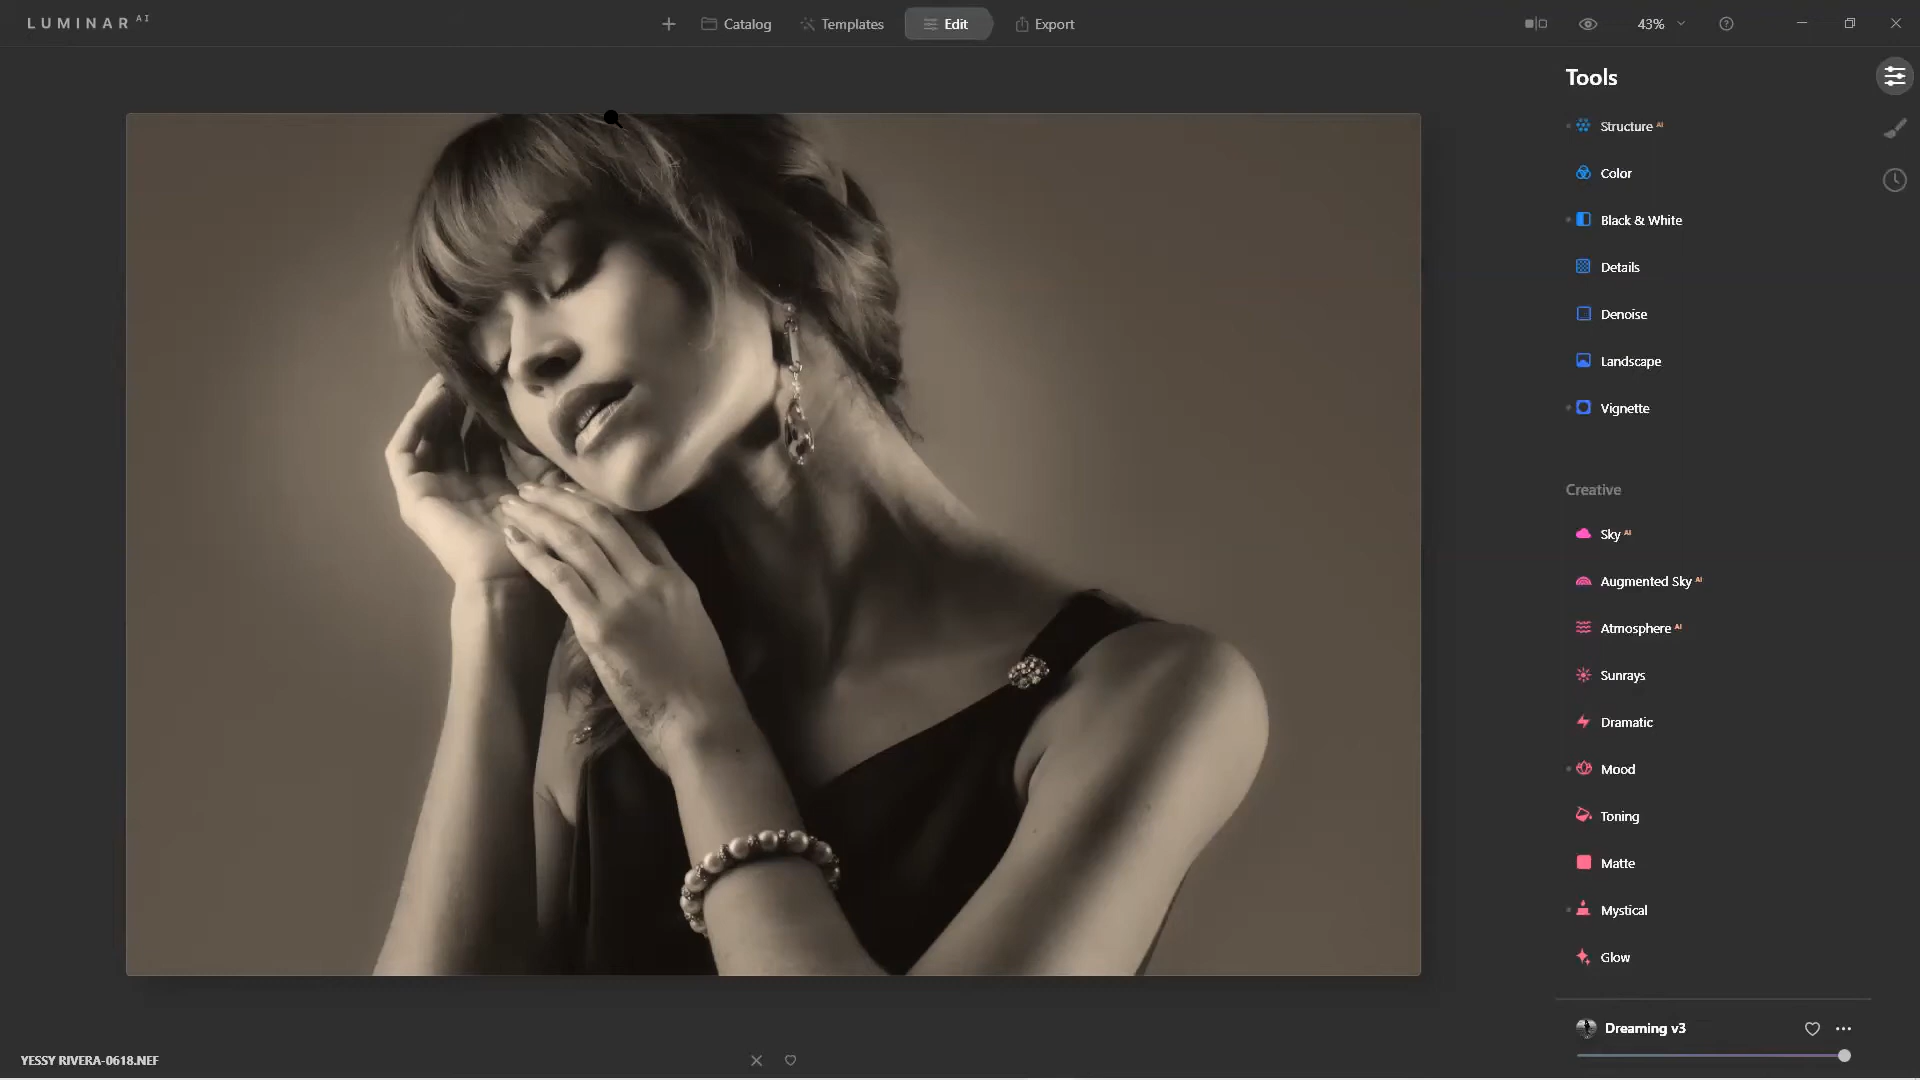 LUMINAR AI
Catalog
Templates
Edit
Export
43%
Tools
Structure AI
Color
Black & White
Details
Denoise
Landscape
Vignette
Creative
Sky AI
Augmented Sky AI
Atmosphere AI
Sunrays
Dramatic
Mood
Toning
Matte
Mystical
Glow
Dreaming v3
YESSY RIVERA-0618.NEF